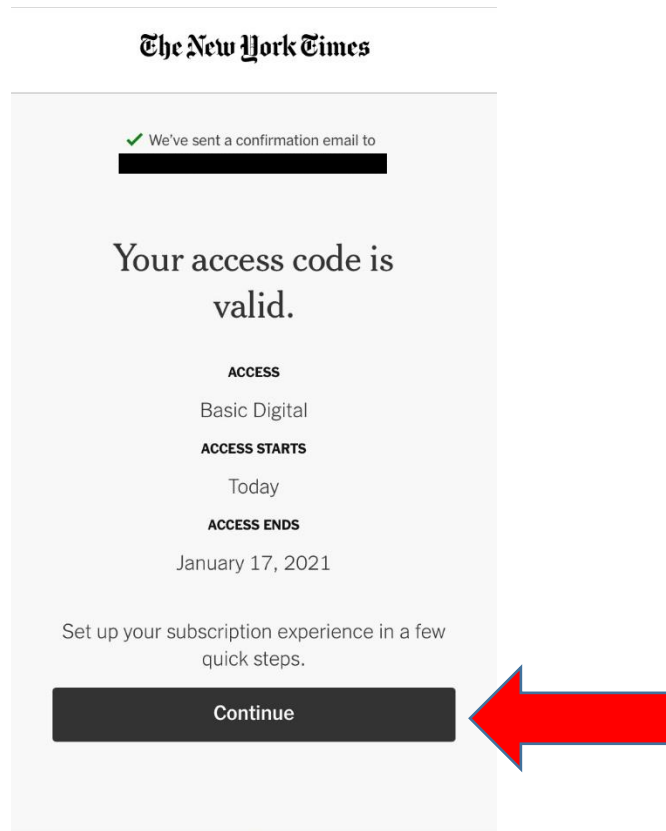 The New York Times
✓ We've sent a confirmation email to
Your access code is
valid.
ACCESS
Basic Digital
ACCESS STARTS
Today
ACCESS ENDS
January 17, 2021
Set up your subscription experience in a few
quick steps.
Continue